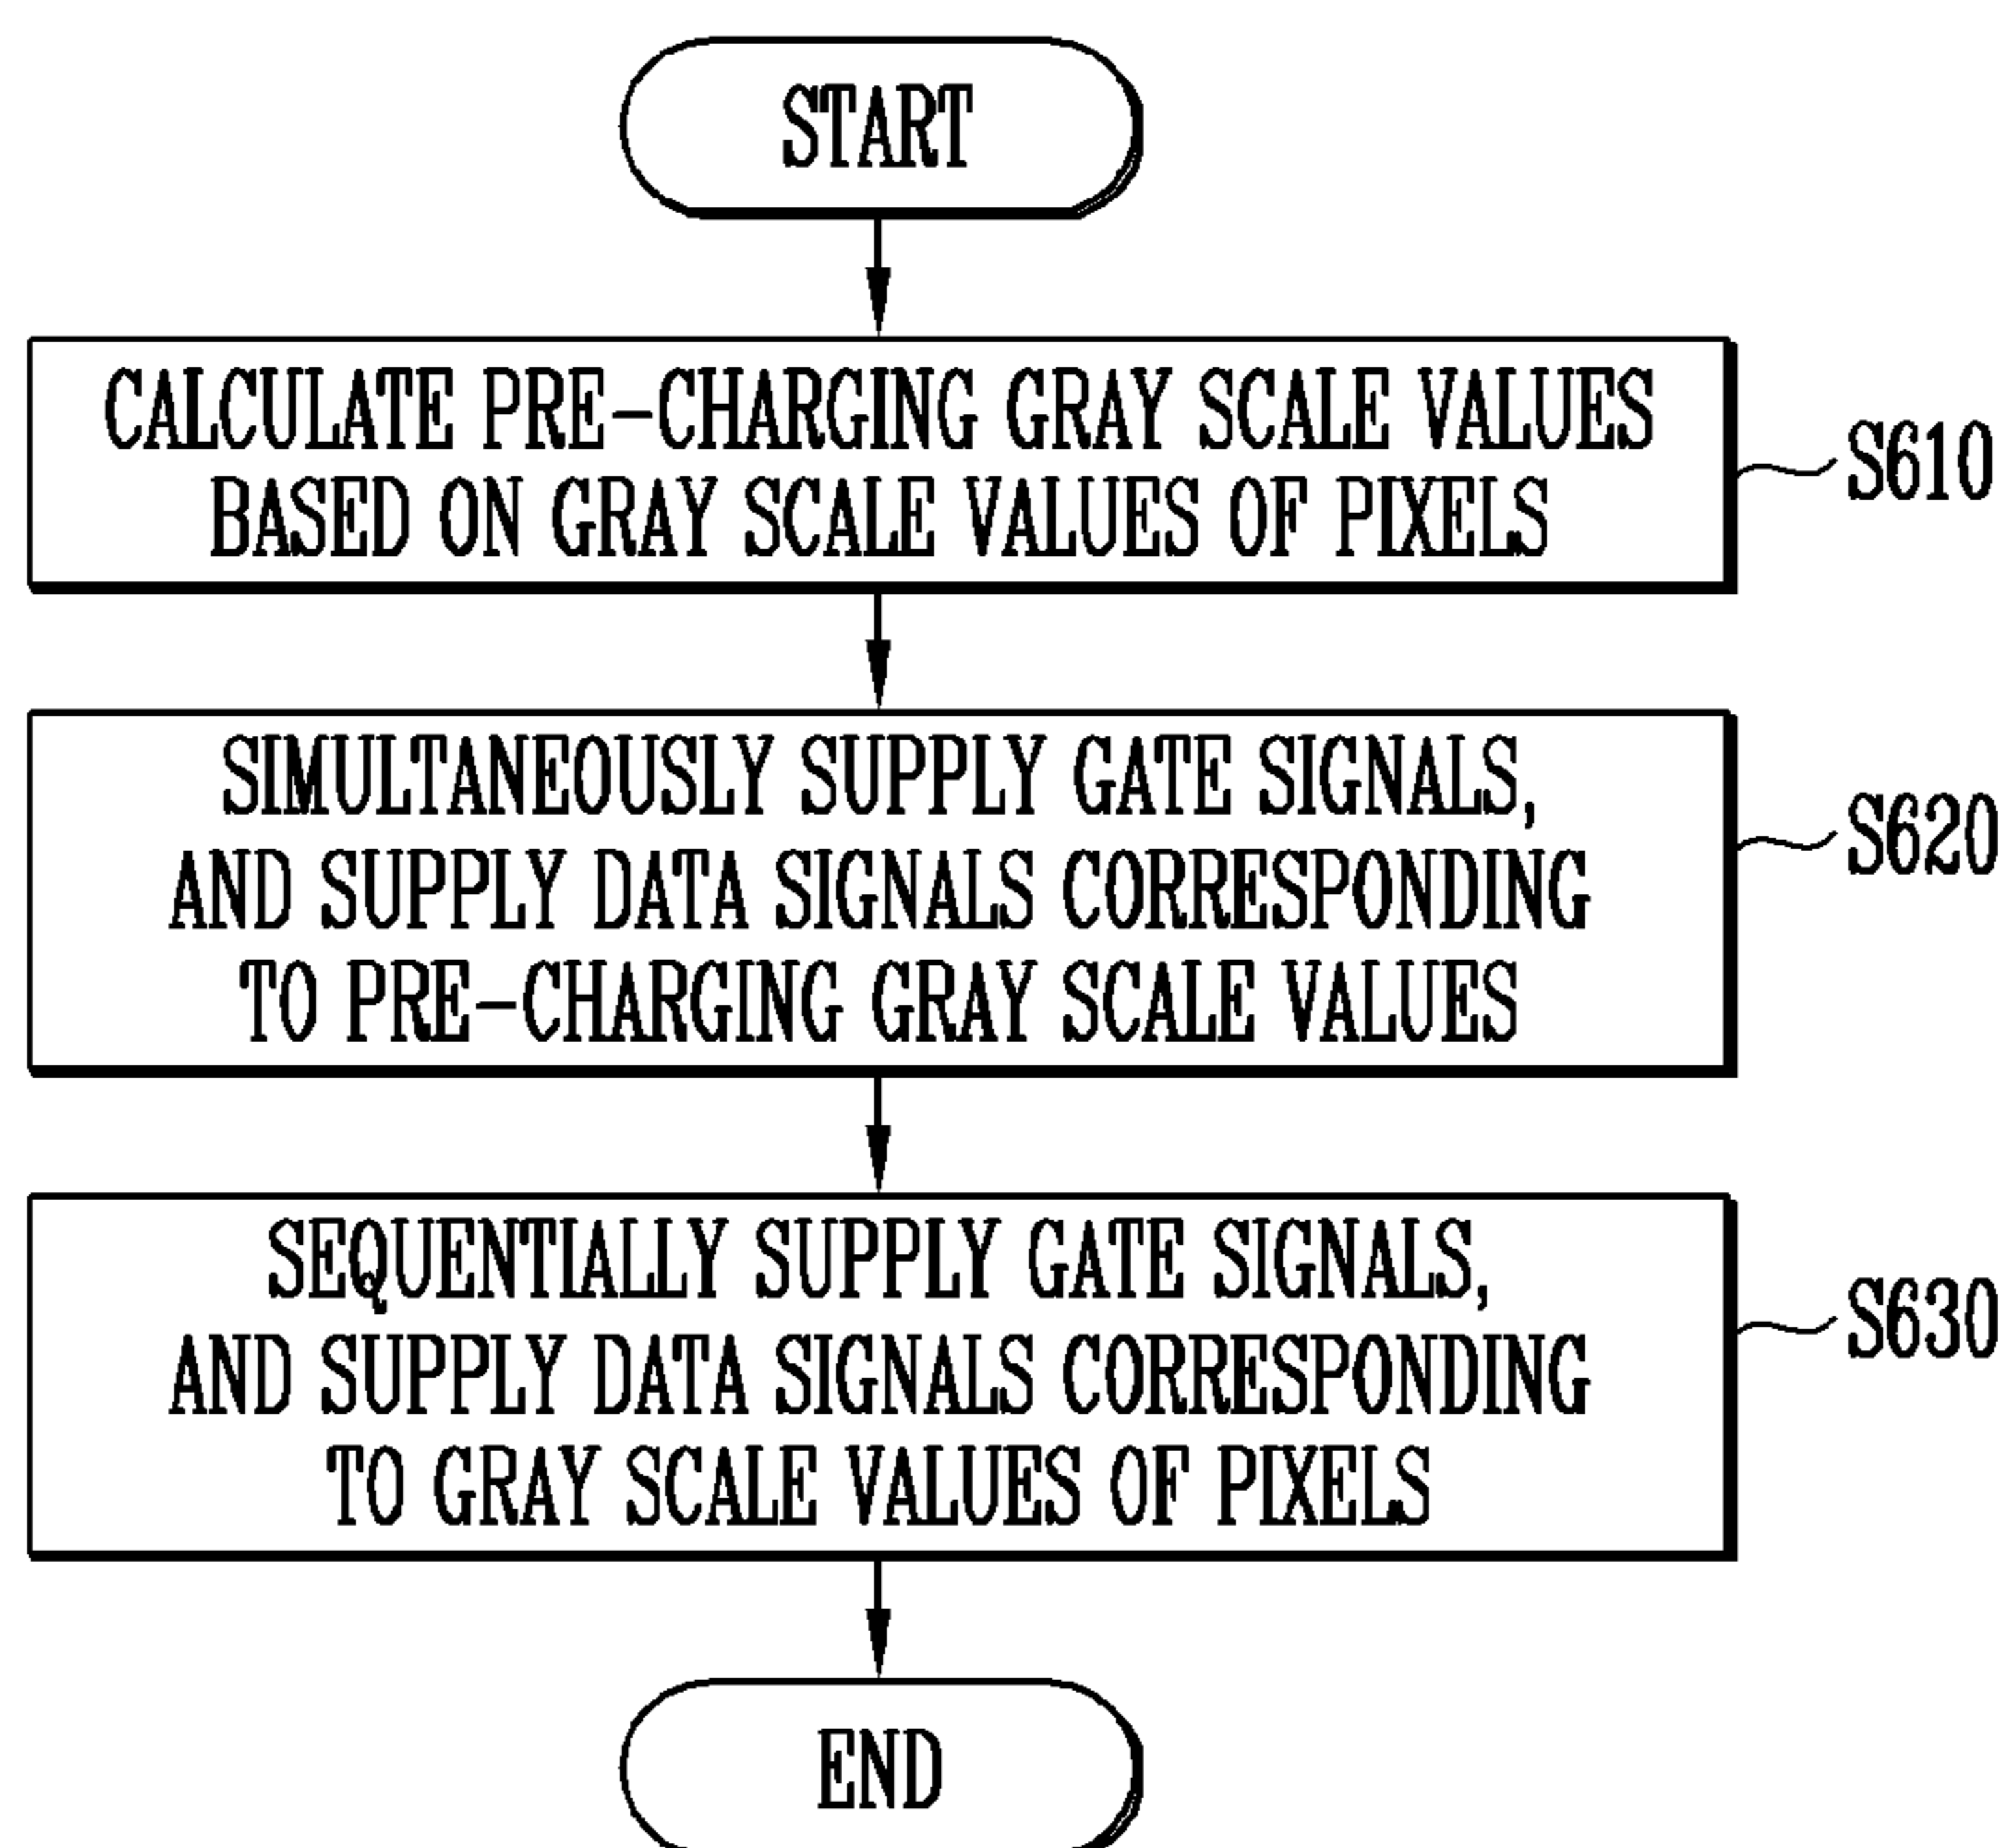 START
CALCULATE PRE-CHARGING GRAY SCALE VALUES
BASED ON GRAY SCALE VALUES OF PIXELS
S610
SIMULTANEOUSLY SUPPLY GATE SIGNALS,
AND SUPPLY DATA SIGNALS CORRESPONDING
TO PRE-CHARGING GRAY SCALE VALUES
S620
SEQUENTIALLY SUPPLY GATE SIGNALS,
AND SUPPLY DATA SIGNALS CORRESPONDING
TO GRAY SCALE VALUES OF PIXELS
S630
END